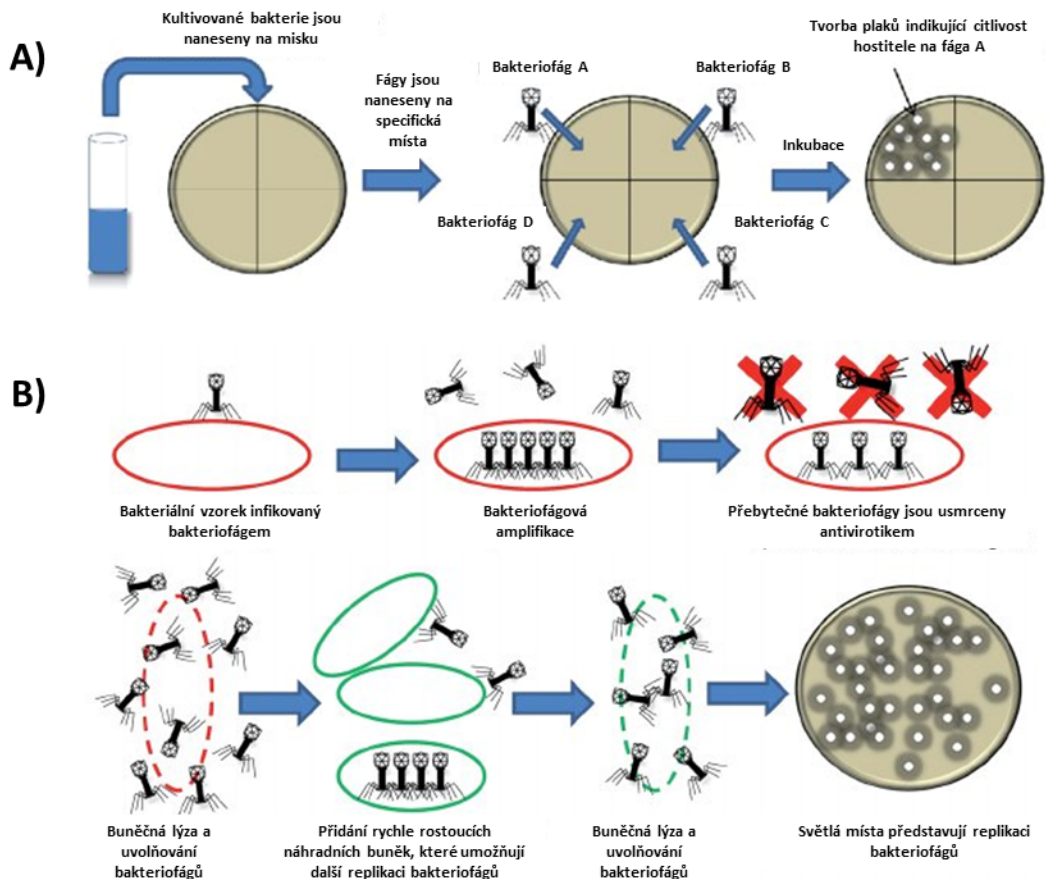 A)
Kultivované bakterie jsou
naneseny na misku
Fágy jsou
naneseny na
specifická
místa
Bakteriofág A
Bakteriofág B
Bakteriofág D
Bakteriofág C
Inkubace
Tvorba plaků indikující citlivost
hostitele na fága A
B)
Bakteriální vzorek infikovaný
bakteriofágem
Bakteriofágová
amplifikace
Přebytečné bakteriofágy jsou usmrceny
antivirotikem
Buněčná lýza a
uvolňování
bakteriofágů
Přidání rychle rostoucích
náhradních buněk, které umožňují
další replikaci bakteriofágů
Buněčná lýza a
uvolňování
bakteriofágů
Světlá místa představují replikaci
bakteriofágů